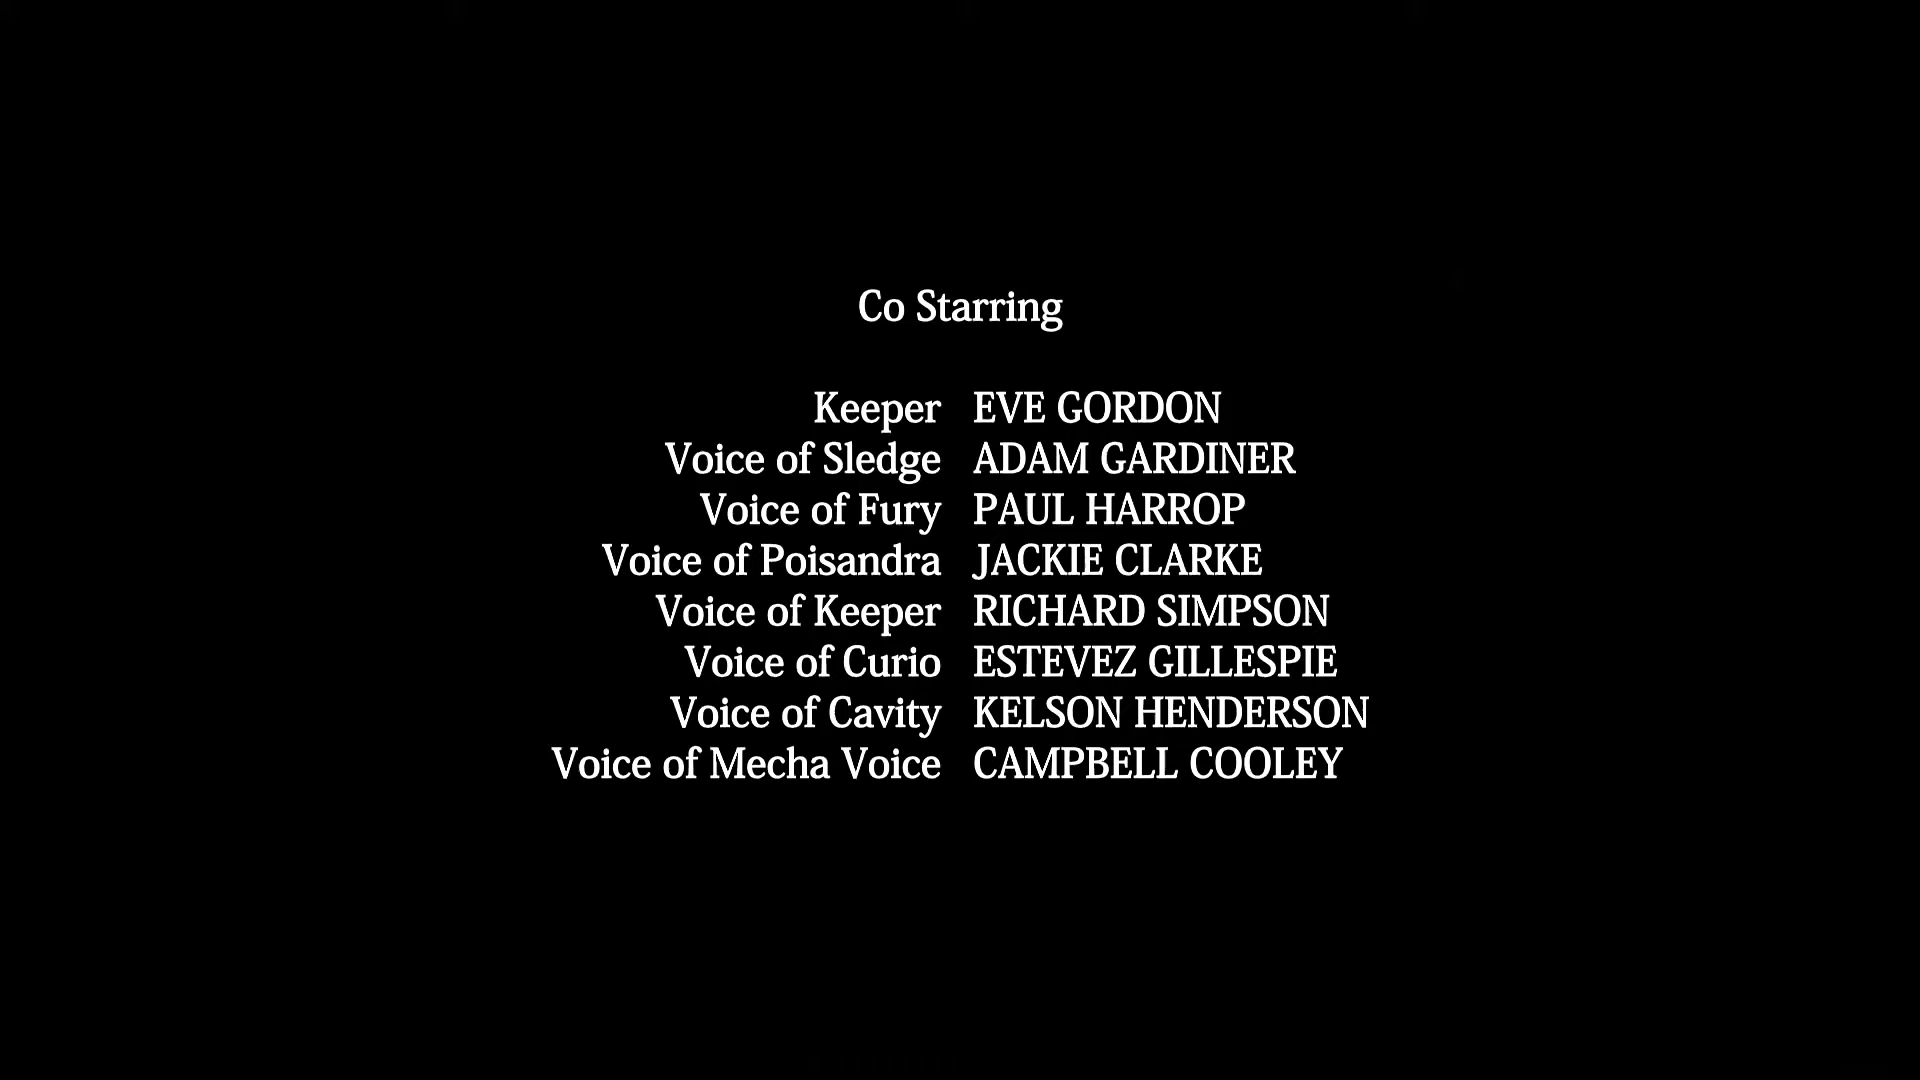 Co Starring
Keeper EVE GORDON
Voice of Sledge ADAM GARDINER
Voice of Fury PAUL HARROP
Voice of Poisandra JACKIE CLARKE
Voice of Keeper RICHARD SIMPSON
Voice of Curio ESTEVEZ GILLESPIE
Voice of Cavity KELSON HENDERSON
Voice of Mecha Voice CAMPBELL COOLEY